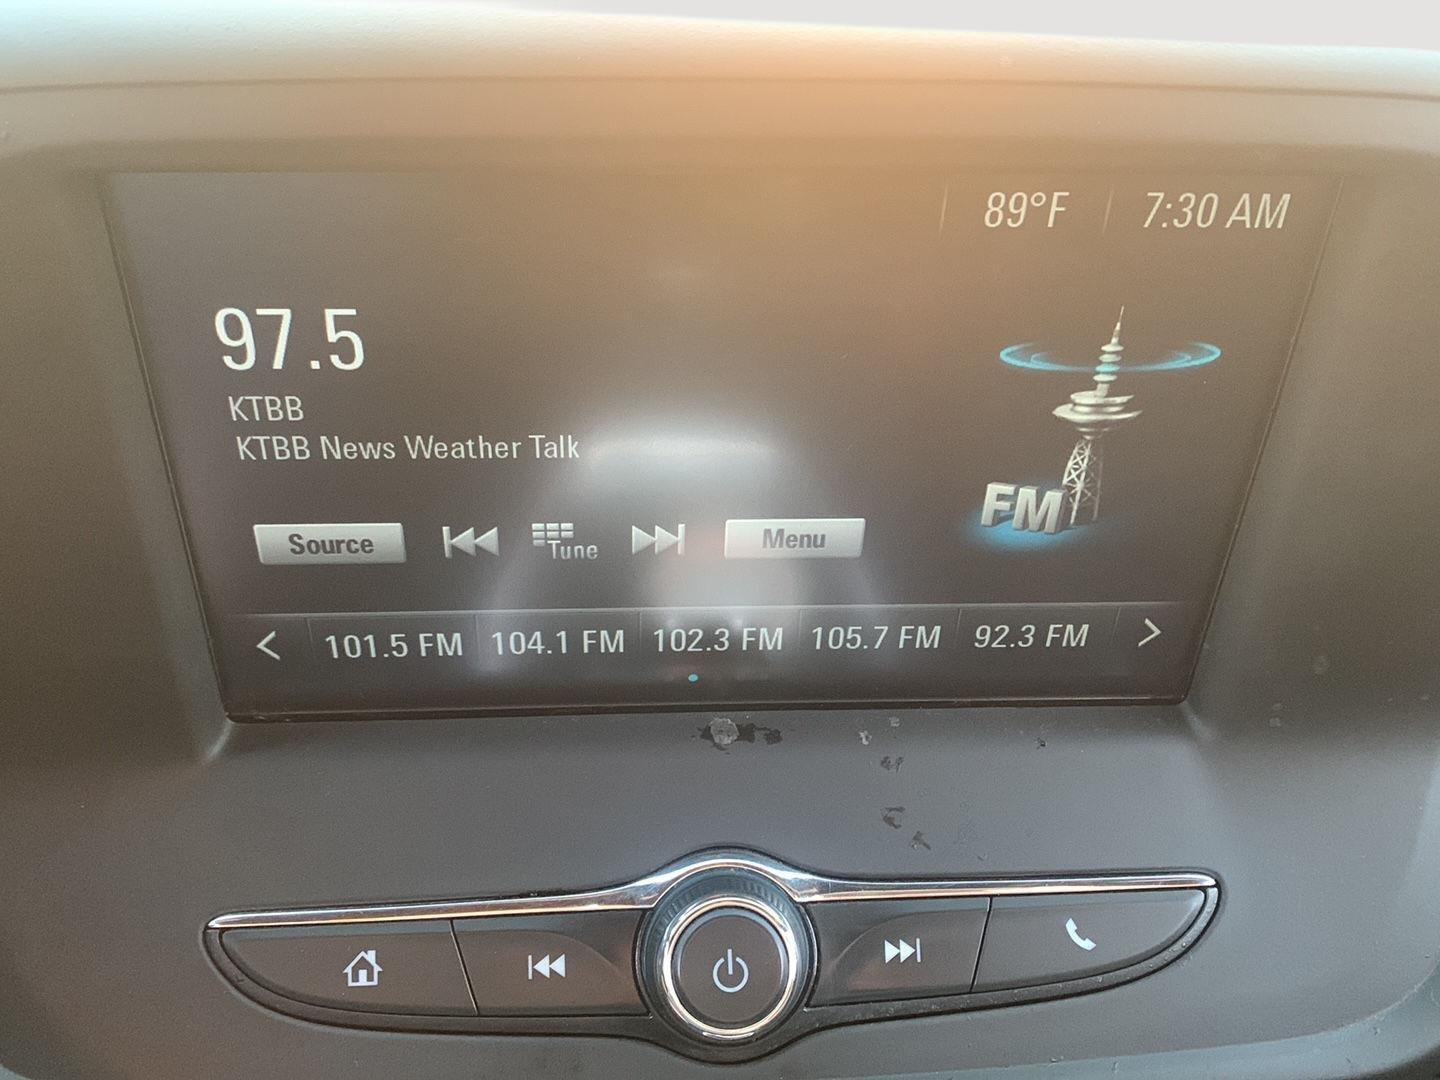 89°F 7:30 AM
97.5
KTBB
KTBB News Weather Talk
FM
Source Tune Menu
101.5 FM 104.1 FM 102.3 FM 105.7 FM 92.3 FM